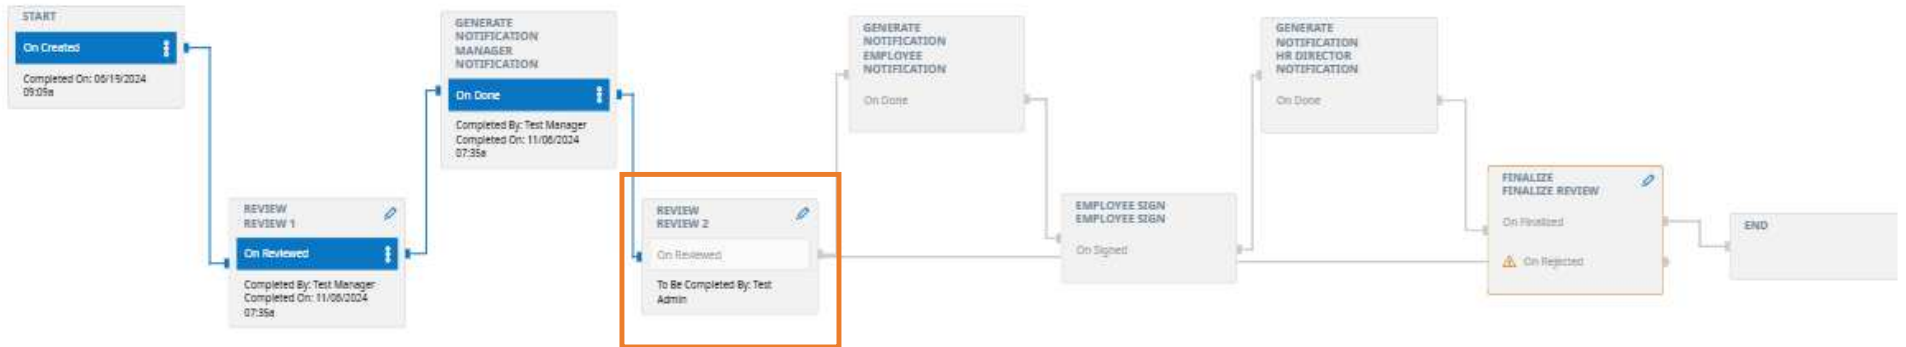 START
On Created
Completed On: 06/19/2024
09:09a
REVIEW
REVIEW 1
On Reviewed
Completed By: Test Manager
Completed On: 11/06/2024
07:35a
GENERATE
NOTIFICATION
MANAGER
NOTIFICATION
On Done
Completed By: Test Manager
Completed On: 11/06/2024
07:35a
REVIEW
REVIEW 2
On Reviewed
To Be Completed By: Test
Admin
GENERATE
NOTIFICATION
EMPLOYEE
NOTIFICATION
On Done
EMPLOYEE SIGN
EMPLOYEE SIGN
On Signed
GENERATE
NOTIFICATION
HR DIRECTOR
NOTIFICATION
On Done
FINALIZE
FINALIZE REVIEW
On Finalized
On Rejected
END